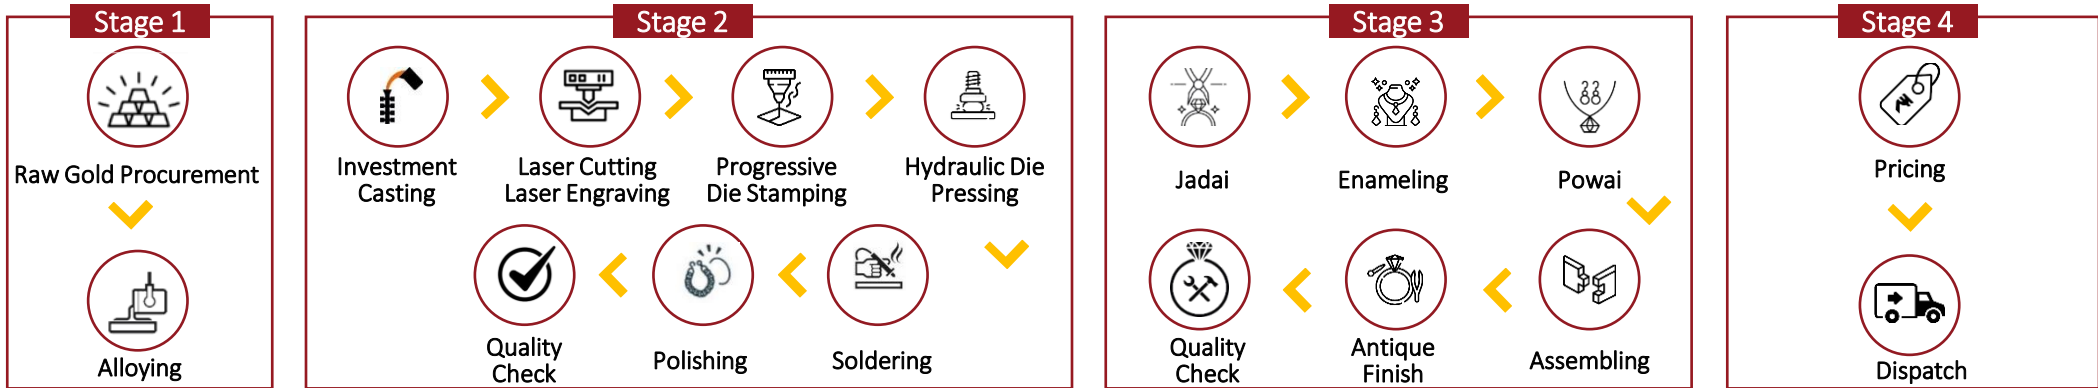 Stage 1
Raw Gold Procurement
Alloying
Stage 2
Investment
Casting
Laser Cutting
Laser Engraving
Progressive
Die Stamping
Hydraulic Die
Pressing
Soldering
Polishing
Quality
Check
Stage 3
Jadai
Enameling
Powai
Assembling
Antique
Finish
Quality
Check
Stage 4
Pricing
Dispatch